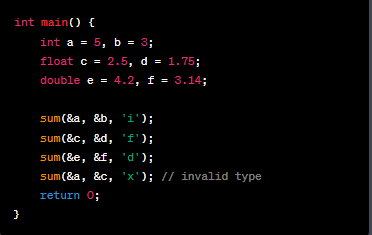 int main() {
    int a = 5, b = 3;
    float c = 2.5, d = 1.75;
    double e = 4.2, f = 3.14;

    sum(&a, &b, 'i');
    sum(&c, &d, 'f');
    sum(&e, &f, 'd');
    sum(&a, &c, 'x'); // invalid type
    return 0;
}